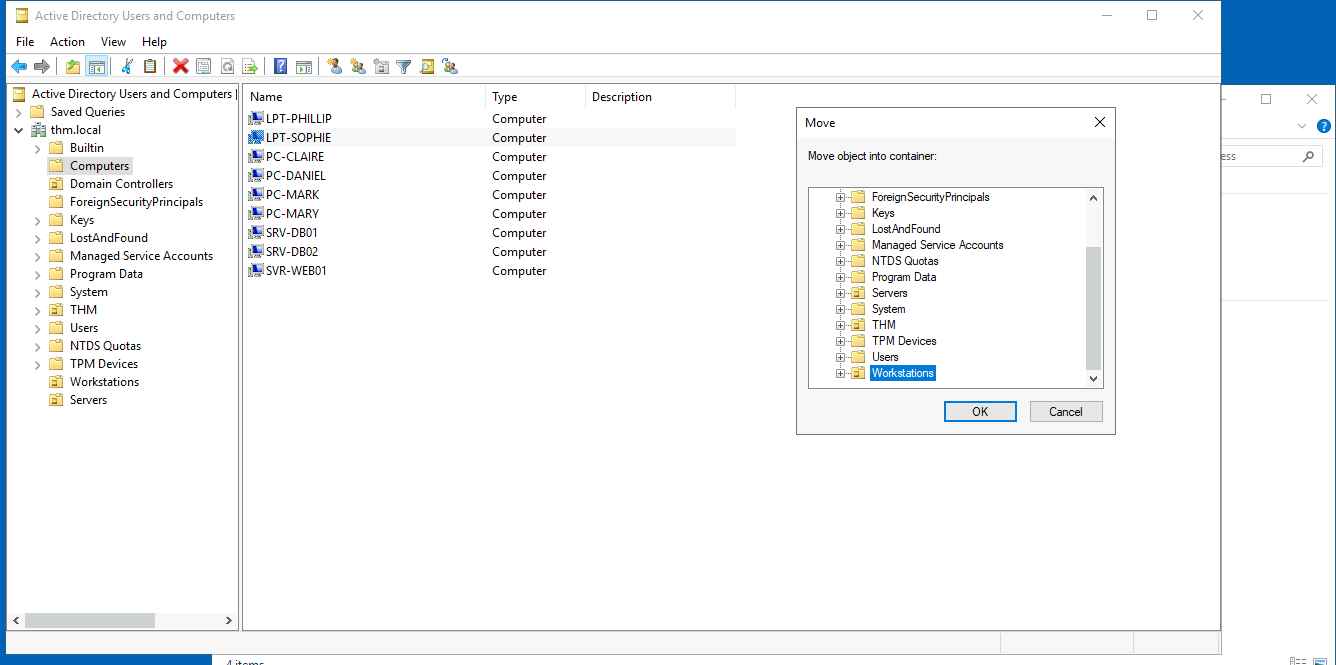 Active Directory Users and Computers
File Action View Help
Active Directory Users and Computers
Saved Queries
thm.local
Builtin
Computers
Domain Controllers
ForeignSecurityPrincipals
Keys
LostAndFound
Managed Service Accounts
Program Data
System
THM
Users
NTDS Quotas
TPM Devices
Workstations
Servers
Name Type Description
LPT-PHILLIP Computer
LPT-SOPHIE Computer
PC-CLAIRE Computer
PC-DANIEL Computer
PC-MARK Computer
PC-MARY Computer
SRV-DB01 Computer
SRV-DB02 Computer
SVR-WEB01 Computer
Move
Move object into container:
ForeignSecurityPrincipals
Keys
LostAndFound
Managed Service Accounts
NTDS Quotas
Program Data
Servers
System
THM
TPM Devices
Users
Workstations
OK Cancel
ess
4 items